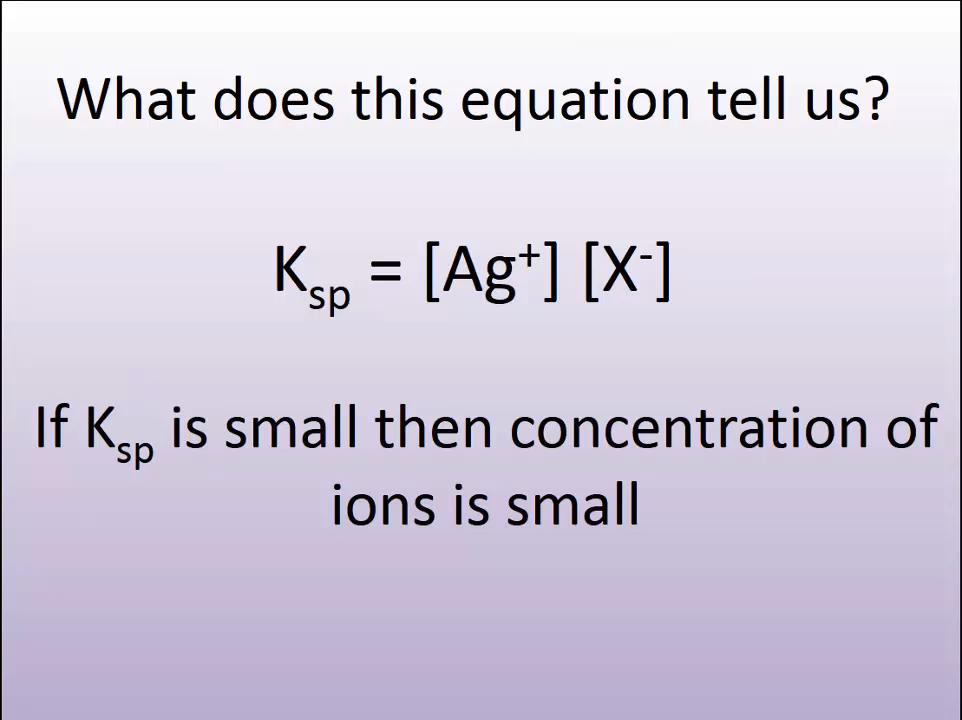 What does this equation tell us?
Ksp = [Ag⁺] [X⁻]
If Ksp is small then concentration of
ions is small